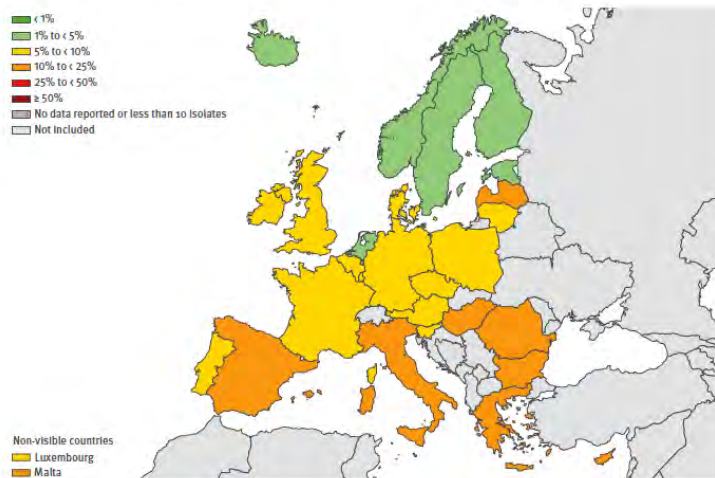 < 1%
1% to < 5%
5% to < 10%
10% to < 25%
25% to < 50%
≥ 50%
No data reported or less than 10 isolates
Not included
Non-visible countries
Luxembourg
Malta